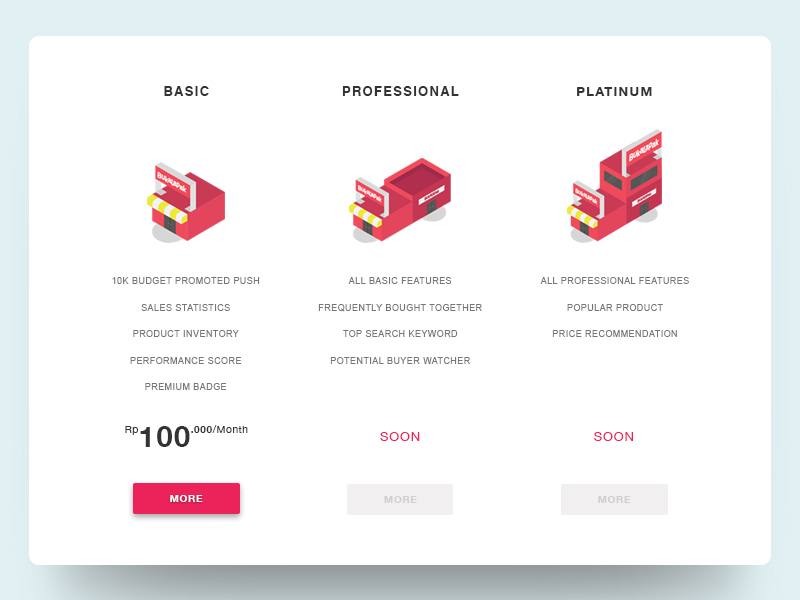 BASIC
10K BUDGET PROMOTED PUSH
SALES STATISTICS
PRODUCT INVENTORY
PERFORMANCE SCORE
PREMIUM BADGE
Rp100.000/Month
MORE
PROFESSIONAL
ALL BASIC FEATURES
FREQUENTLY BOUGHT TOGETHER
TOP SEARCH KEYWORD
POTENTIAL BUYER WATCHER
SOON
MORE
PLATINUM
ALL PROFESSIONAL FEATURES
POPULAR PRODUCT
PRICE RECOMMENDATION
SOON
MORE